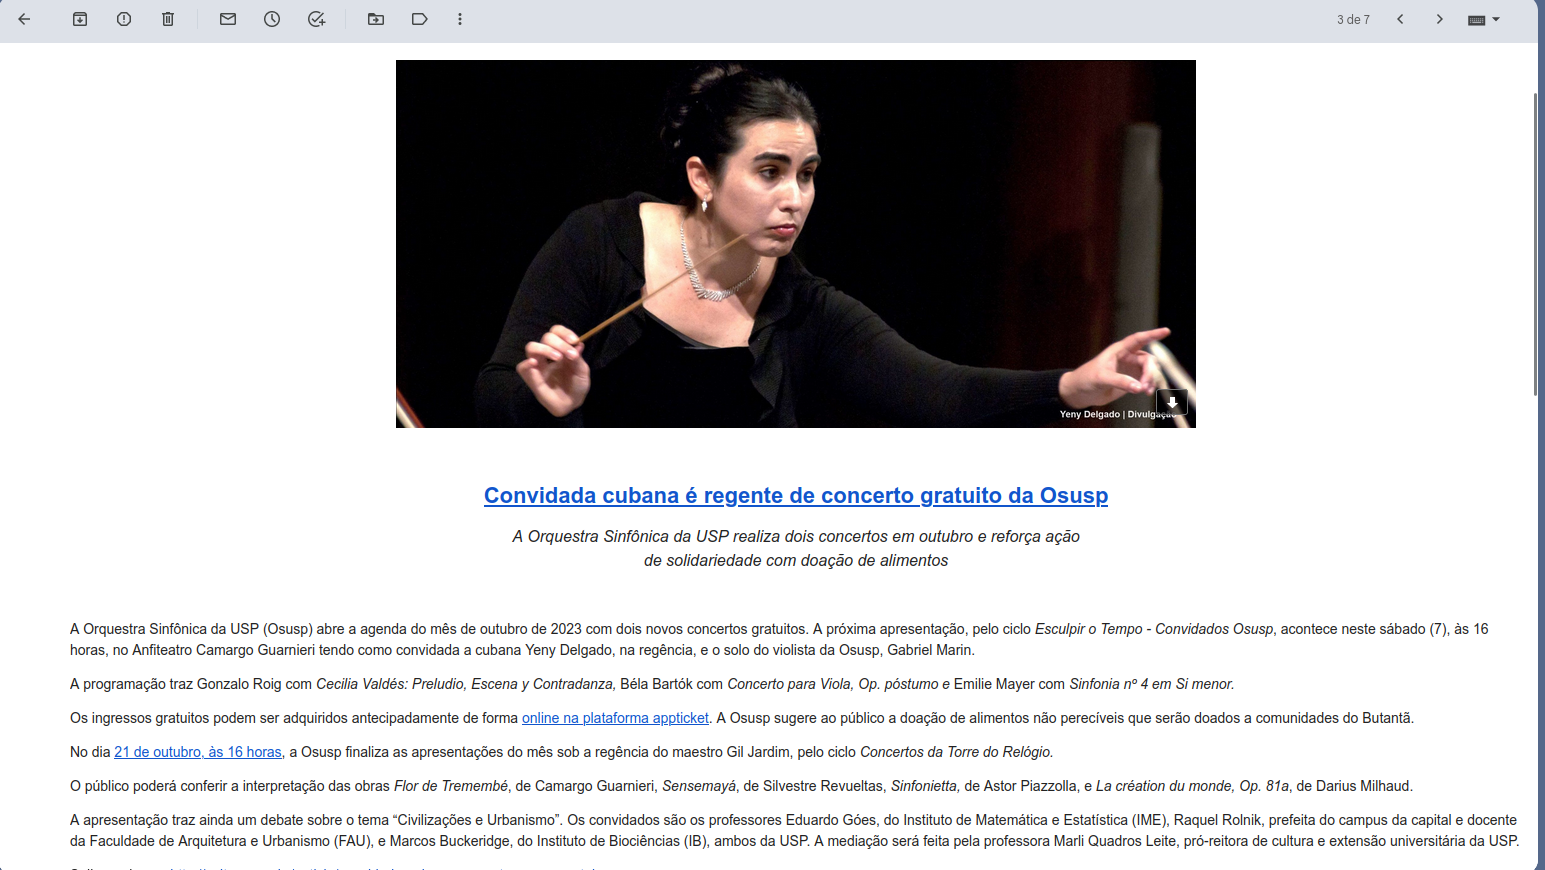 3 de 7
Yeny Delgado | Divulgação
Convidada cubana é regente de concerto gratuito da Osusp
A Orquestra Sinfônica da USP realiza dois concertos em outubro e reforça ação
de solidariedade com doação de alimentos
A Orquestra Sinfônica da USP (Osusp) abre a agenda do mês de outubro de 2023 com dois novos concertos gratuitos. A próxima apresentação, pelo ciclo Esculpir o Tempo - Convidados Osusp, acontece neste sábado (7), às 16
horas, no Anfiteatro Camargo Guarnieri tendo como convidada a cubana Yeny Delgado, na regência, e o solo do violista da Osusp, Gabriel Marin.
A programação traz Gonzalo Roig com Cecilia Valdés: Preludio, Escena y Contradanza, Béla Bartók com Concerto para Viola, Op. póstumo e Emilie Mayer com Sinfonia nº 4 em Si menor.
Os ingressos gratuitos podem ser adquiridos antecipadamente de forma online na plataforma appticket. A Osusp sugere ao público a doação de alimentos não perecíveis que serão doados a comunidades do Butantã.
No dia 21 de outubro, às 16 horas, a Osusp finaliza as apresentações do mês sob a regência do maestro Gil Jardim, pelo ciclo Concertos da Torre do Relógio.
O público poderá conferir a interpretação das obras Flor de Tremembé, de Camargo Guarnieri, Sensemayá, de Silvestre Revueltas, Sinfonietta, de Astor Piazzolla, e La création du monde, Op. 81a, de Darius Milhaud.
A apresentação traz ainda um debate sobre o tema “Civilizações e Urbanismo”. Os convidados são os professores Eduardo Góes, do Instituto de Matemática e Estatística (IME), Raquel Rolnik, prefeita do campus da capital e docente
da Faculdade de Arquitetura e Urbanismo (FAU), e Marcos Buckeridge, do Instituto de Biociências (IB), ambos da USP. A mediação será feita pela professora Marli Quadros Leite, pró-reitora de cultura e extensão universitária da USP.